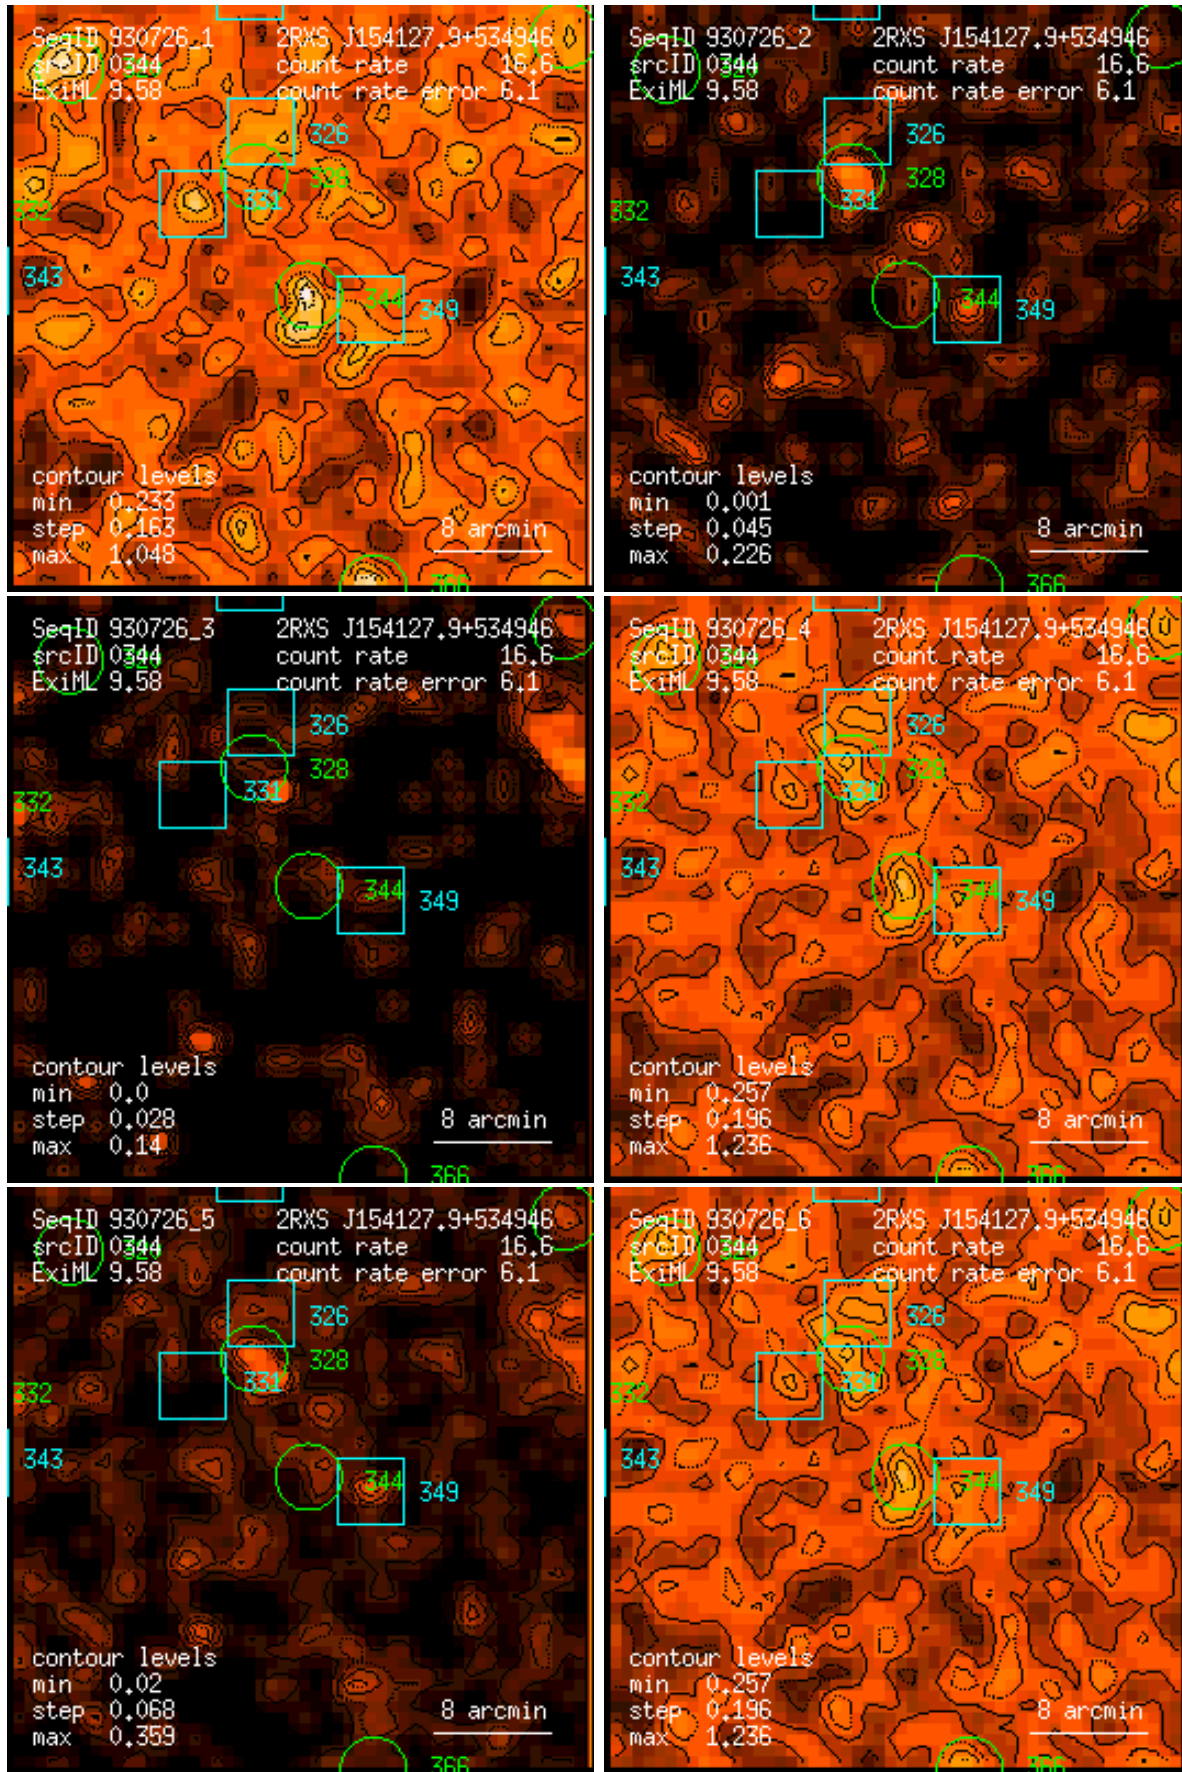 SeqID 930726_1 2RXS J154127.9+534946
srcID 0344 count rate 16.6
ExiML 9.58 count rate error 6.1
326
328
331
332
343
344 349
contour levels
min 0.233
step 0.163
max 1.048
8 arcmin
366
SeqID 930726_2 2RXS J154127.9+534946
srcID 0344 count rate 16.6
ExiML 9.58 count rate error 6.1
326
328
331
332
343
344 349
contour levels
min 0.001
step 0.045
max 0.226
8 arcmin
366
SeqID 930726_3 2RXS J154127.9+534946
srcID 0344 count rate 16.6
ExiML 9.58 count rate error 6.1
326
328
331
332
343
344 349
contour levels
min 0.0
step 0.028
max 0.14
8 arcmin
366
SeqID 930726_4 2RXS J154127.9+534946
srcID 0344 count rate 16.6
ExiML 9.58 count rate error 6.1
326
328
331
332
343
344 349
contour levels
min 0.257
step 0.196
max 1.236
8 arcmin
366
SeqID 930726_5 2RXS J154127.9+534946
srcID 0344 count rate 16.6
ExiML 9.58 count rate error 6.1
326
328
331
332
343
344 349
contour levels
min 0.02
step 0.068
max 0.359
8 arcmin
366
SeqID 930726_6 2RXS J154127.9+534946
srcID 0344 count rate 16.6
ExiML 9.58 count rate error 6.1
326
328
331
332
343
344 349
contour levels
min 0.257
step 0.196
max 1.236
8 arcmin
366